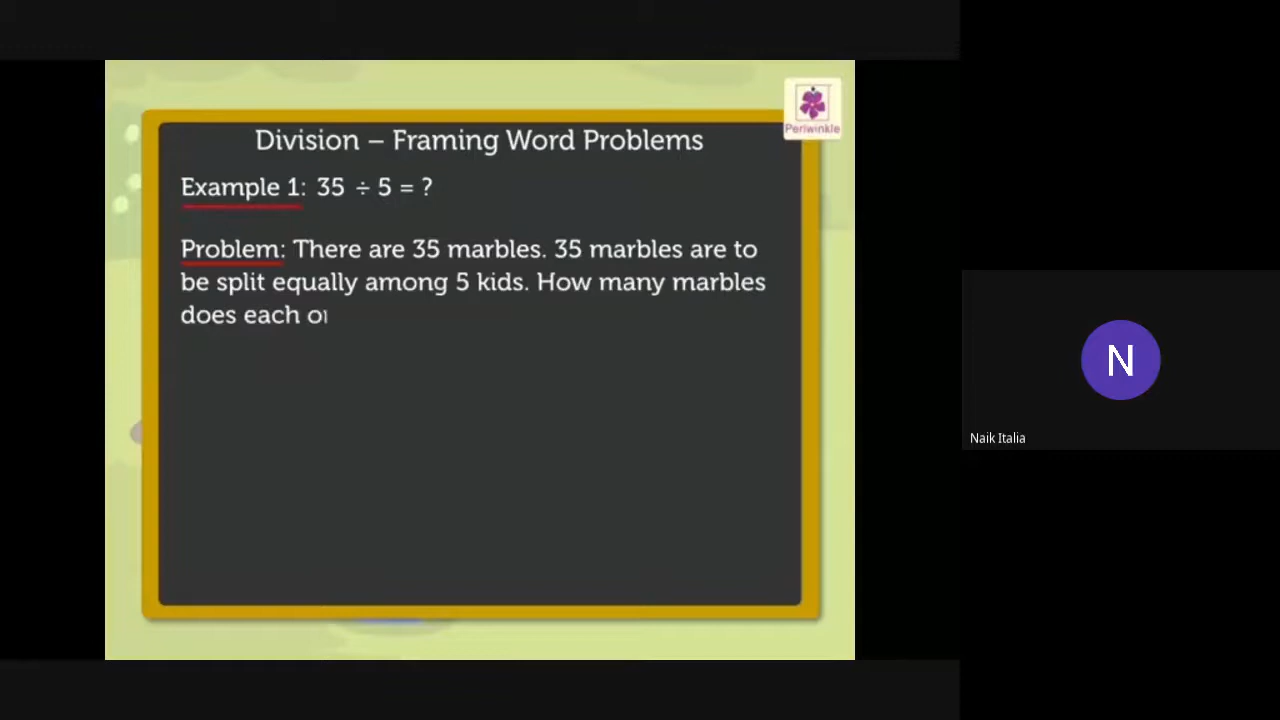 Periwinkle
Division – Framing Word Problems
Example 1: 35 ÷ 5 = ?
Problem: There are 35 marbles. 35 marbles are to
be split equally among 5 kids. How many marbles
does each
N
Naik Italia